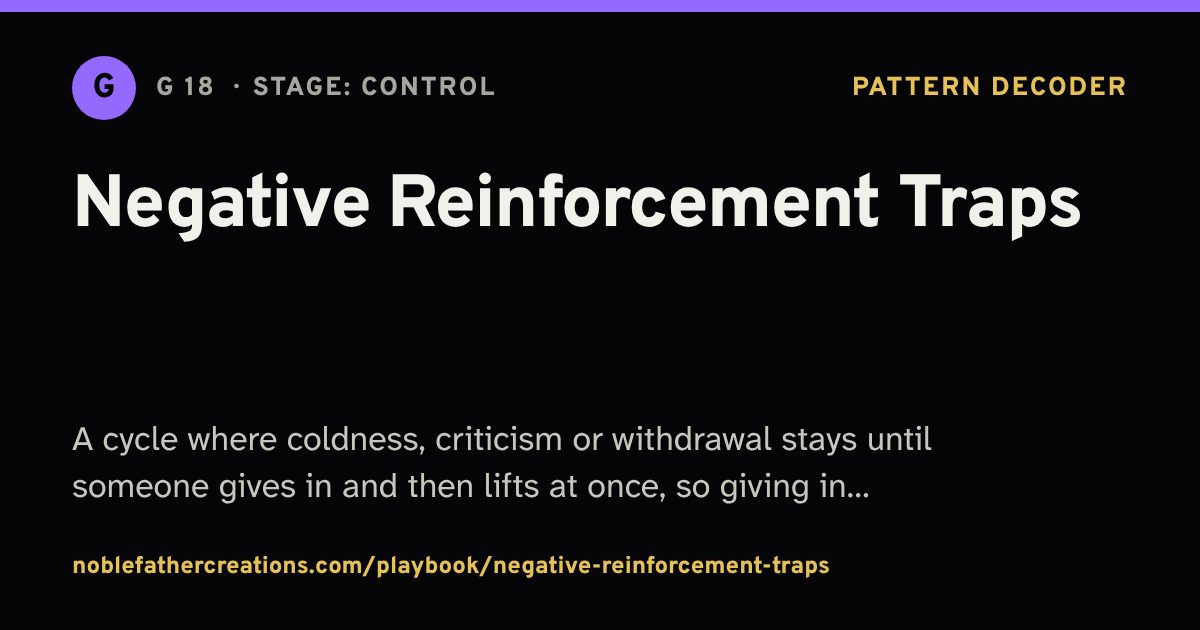 G
G 18 · STAGE: CONTROL
PATTERN DECODER
Negative Reinforcement Traps
A cycle where coldness, criticism or withdrawal stays until
someone gives in and then lifts at once, so giving in...
noblefathercreations.com/playbook/negative-reinforcement-traps